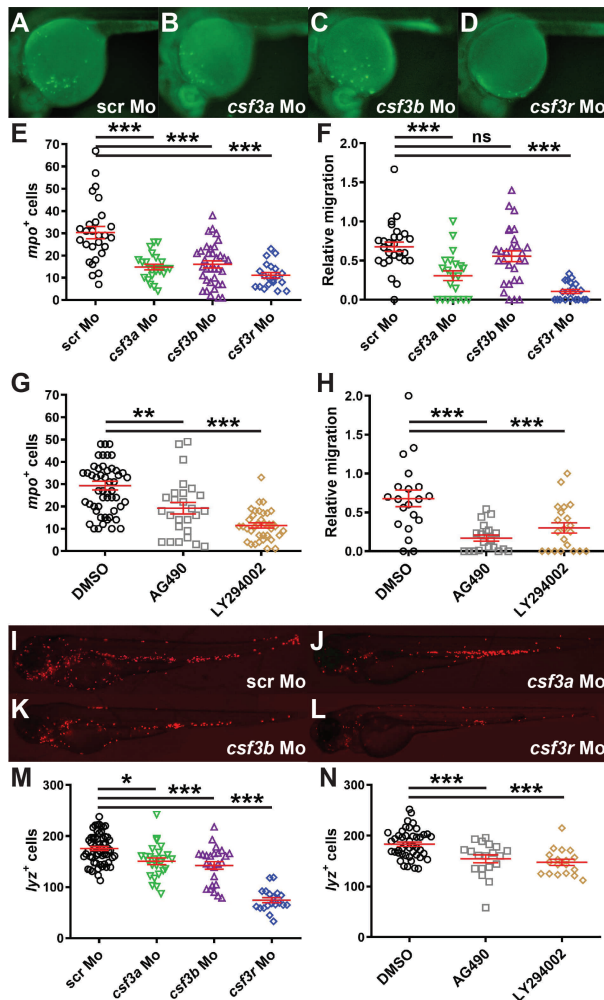 A B C D
scr Mo csf3a Mo csf3b Mo csf3r Mo
E
***
***
***
mpo+ cells
70
60
50
40
30
20
10
0
scr Mo csf3a Mo csf3b Mo csf3r Mo
F
***
ns
***
Relative migration
2.0
1.5
1.0
0.5
0.0
scr Mo csf3a Mo csf3b Mo csf3r Mo
G
**
***
mpo+ cells
70
60
50
40
30
20
10
0
DMSO AG490 LY294002
H
***
***
Relative migration
2.0
1.5
1.0
0.5
0.0
DMSO AG490 LY294002
I J
scr Mo csf3a Mo
K L
csf3b Mo csf3r Mo
M
*
***
***
lyz+ cells
300
200
100
0
scr Mo csf3a Mo csf3b Mo csf3r Mo
N
***
***
lyz+ cells
300
200
100
0
DMSO AG490 LY294002